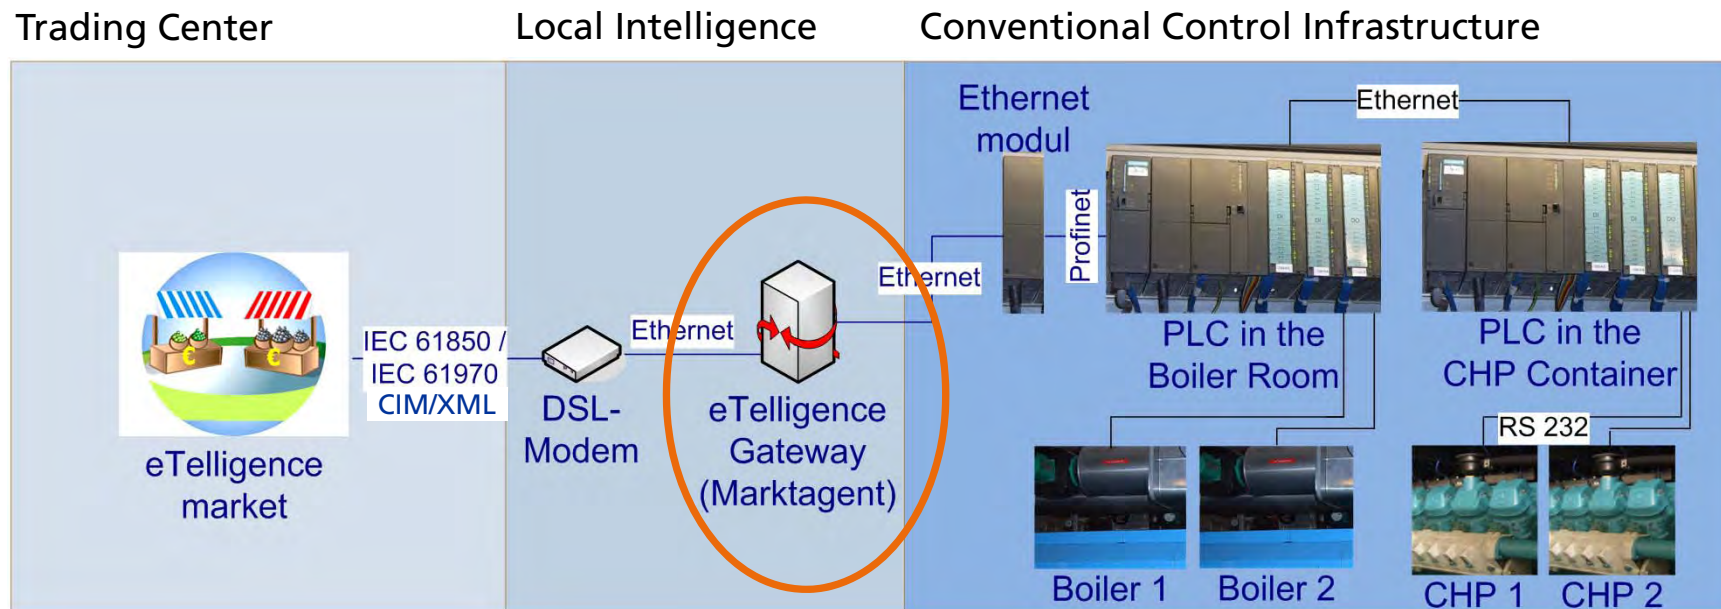 Trading Center
Local Intelligence
Conventional Control Infrastructure
eTelligence
market
IEC 61850 /
IEC 61970
CIM/XML
DSL-
Modem
Ethernet
eTelligence
Gateway
(Marktagent)
Ethernet
Ethernet
modul
Profinet
Ethernet
PLC in the
Boiler Room
PLC in the
CHP Container
RS 232
Boiler 1
Boiler 2
CHP 1
CHP 2